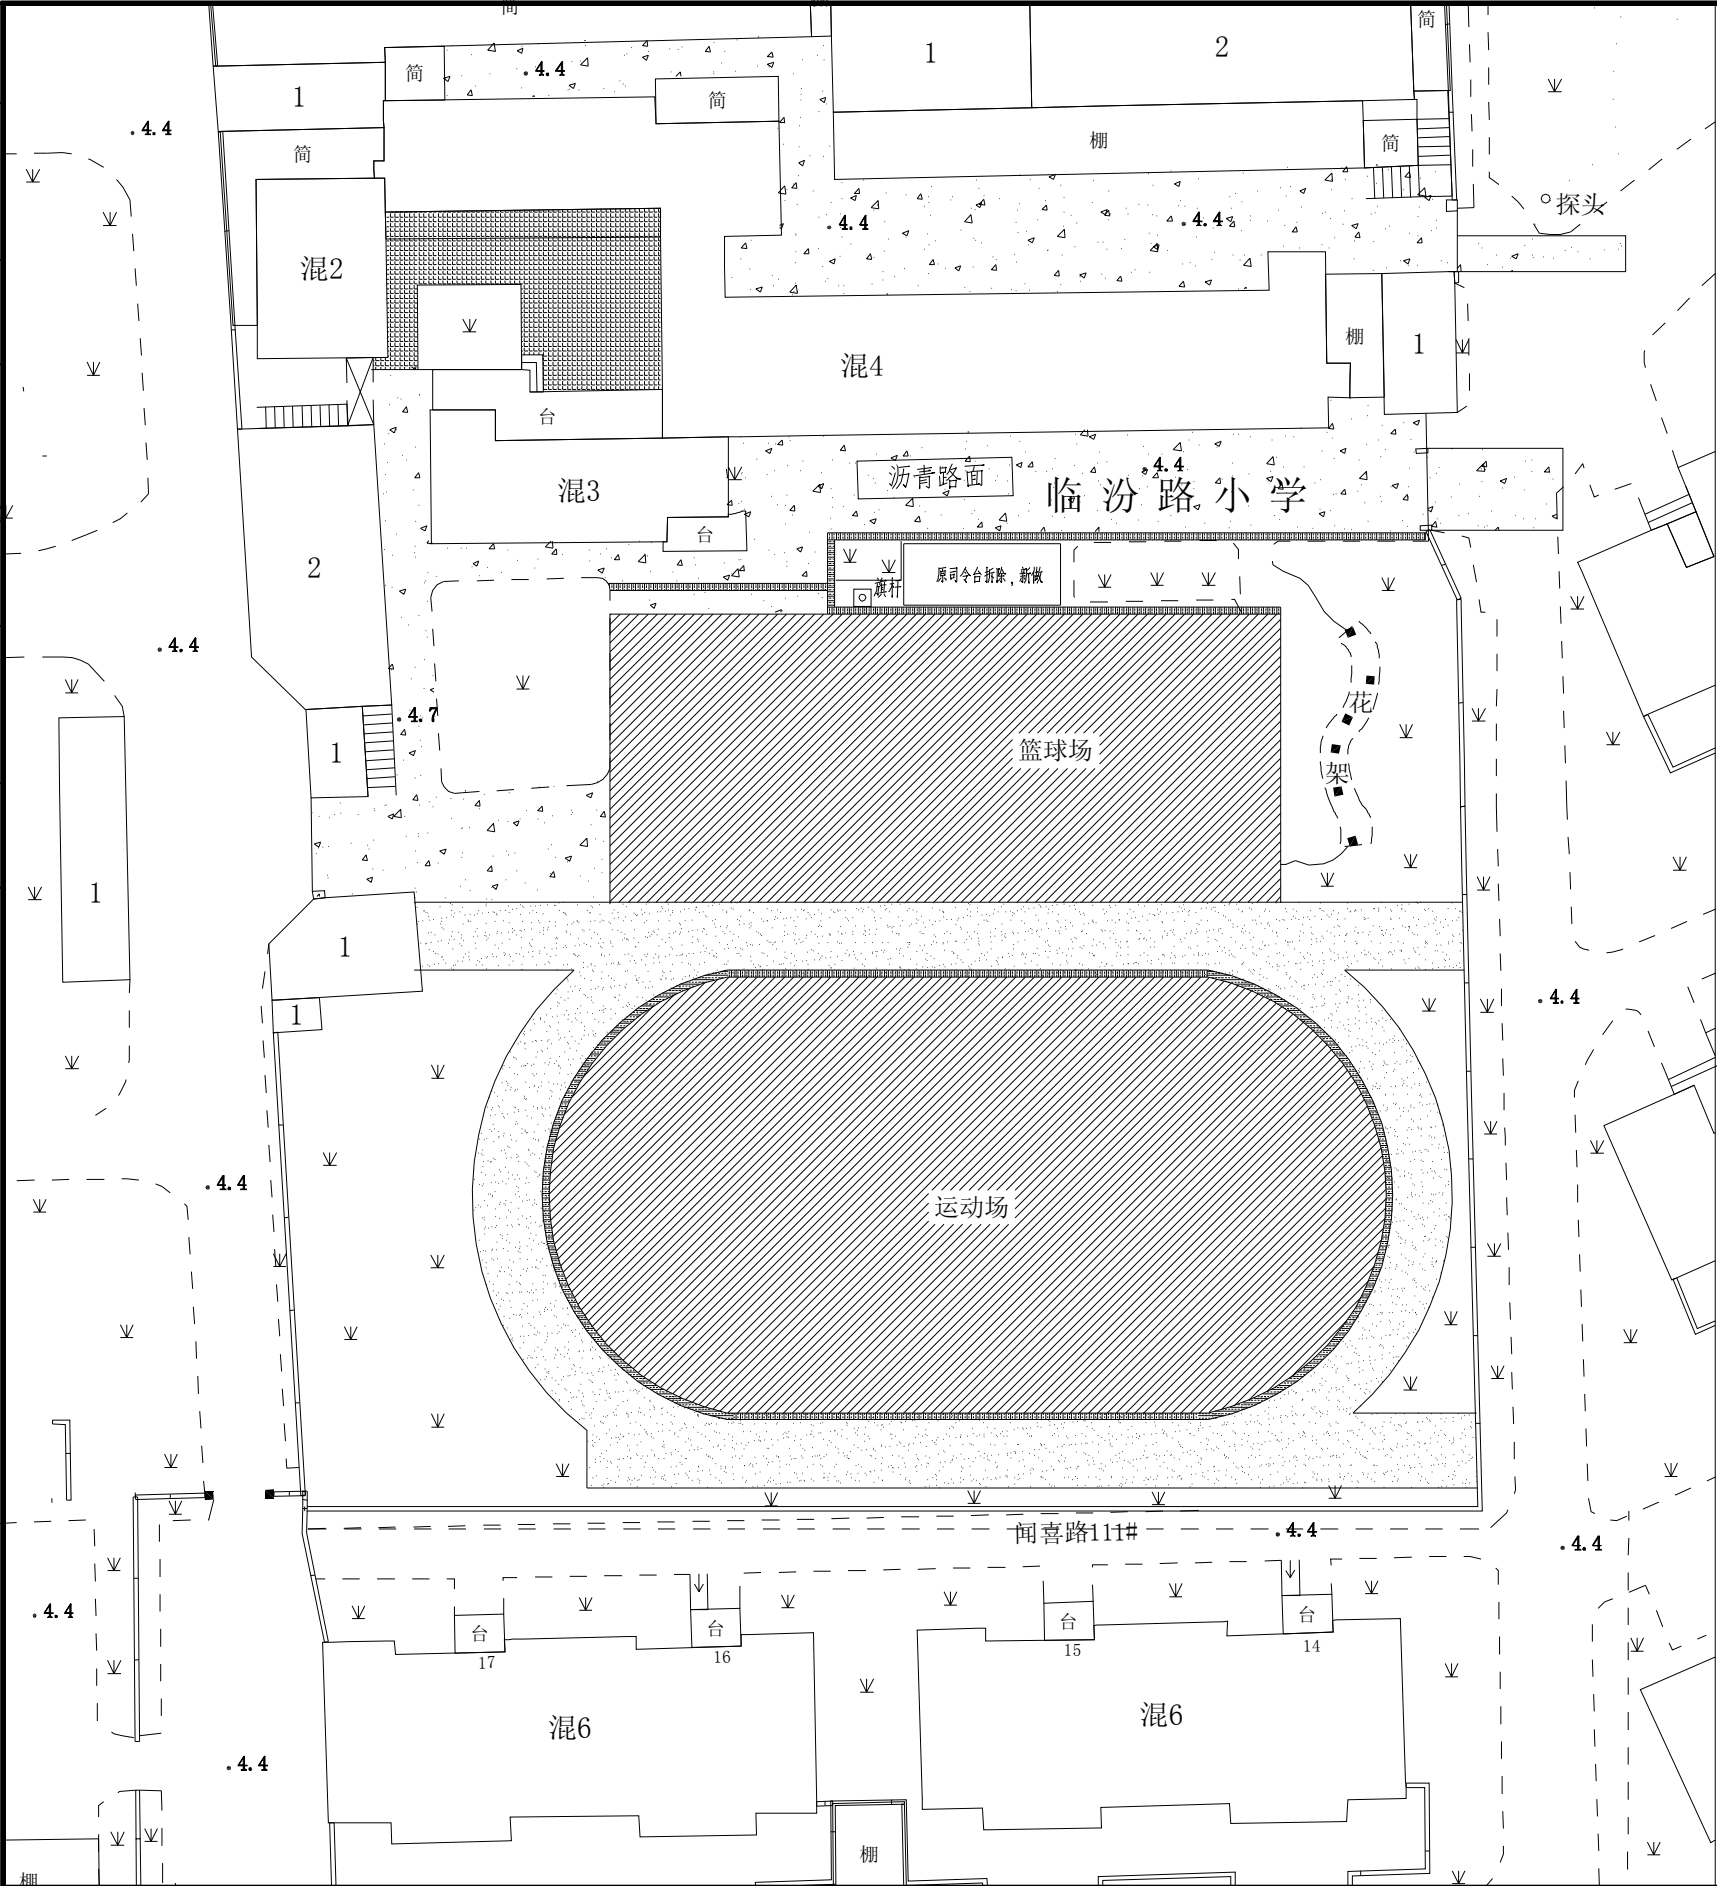 简
1
2
简
简
4.4
简
1
4.4
棚
简
简
探头
4.4
4.4
混2
混4
棚
1
台
沥青路面
4.4
混3
临汾路小学
台
2
原司令台拆除，新做
旗杆
4.4
花
4.7
篮球场
1
架
1
1
4.4
1
4.4
运动场
闻喜路111#
4.4
4.4
4.4
台
台
台
台
17
16
15
14
混6
混6
4.4
棚
棚